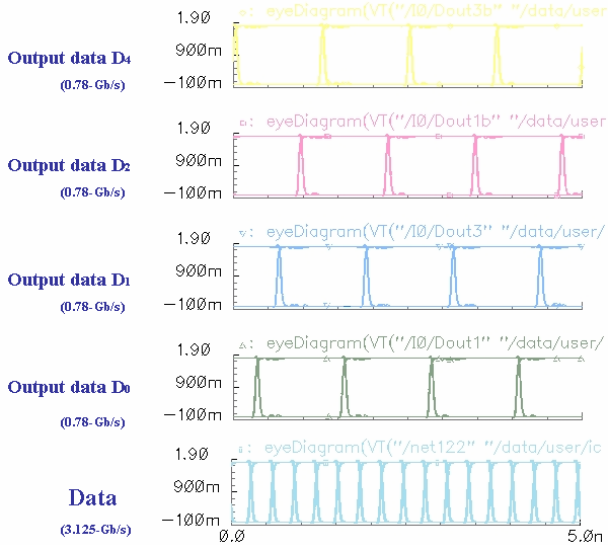 1.90
⋄: eyeDiagram(VT("/I0/Dout3b" "/data/user
Output data D4
900m
(0.78-Gb/s)
-100m
▫: eyeDiagram(VT("/I0/Dout1b" "/data/user
1.90
Output data D2
900m
(0.78-Gb/s)
-100m
▿: eyeDiagram(VT("/I0/Dout3" "/data/user/
1.90
Output data D1
900m
(0.78-Gb/s)
-100m
▵: eyeDiagram(VT("/I0/Dout1" "/data/user/
1.90
Output data D0
900m
(0.78-Gb/s)
-100m
▫: eyeDiagram(VT("/net122" "/data/user/ic
1.90
Data
900m
(3.125-Gb/s)
-100m
0.0
5.0n